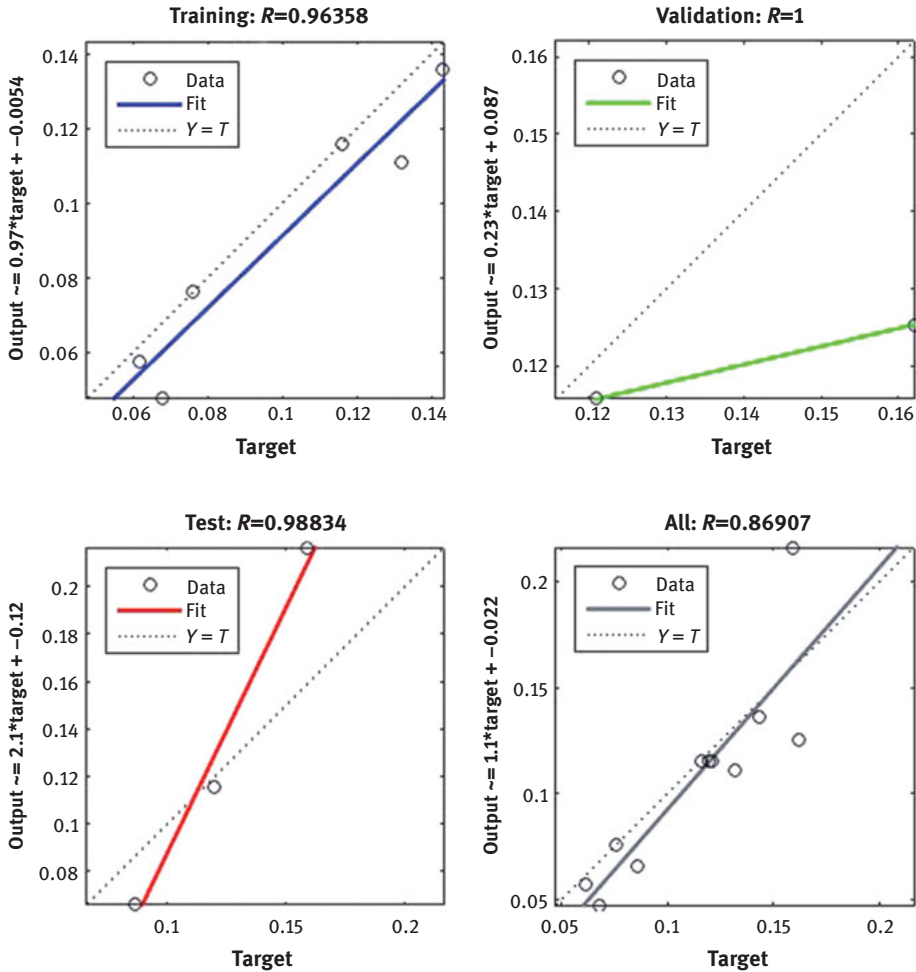 Training: R=0.96358
Output ~= 0.97*target + −0.0054
0.14
0.12
0.1
0.08
0.06
Data
Fit
Y = T
0.06 0.08 0.1 0.12 0.14
Target
Validation: R=1
Output ~= 0.23*target + 0.087
0.16
0.15
0.14
0.13
0.12
Data
Fit
Y = T
0.12 0.13 0.14 0.15 0.16
Target
Test: R=0.98834
Output ~= 2.1*target + −0.12
0.2
0.18
0.16
0.14
0.12
0.1
0.08
Data
Fit
Y = T
0.1 0.15 0.2
Target
All: R=0.86907
Output ~= 1.1*target + −0.022
0.2
0.15
0.1
0.05
Data
Fit
Y = T
0.05 0.1 0.15 0.2
Target